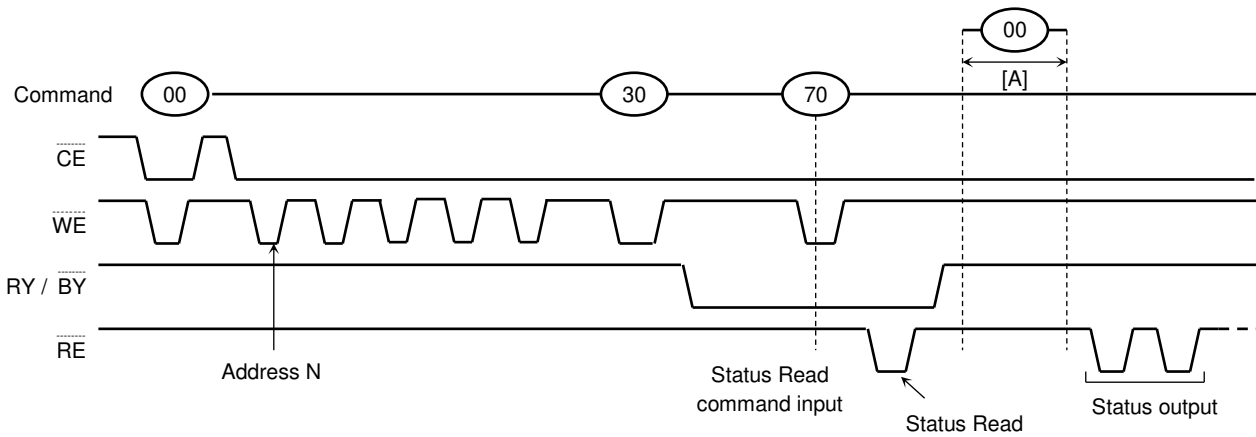 00
[A]
Command 00 30 70
CE
WE
RY / BY
RE
Address N
Status Read
command input
Status Read
Status output